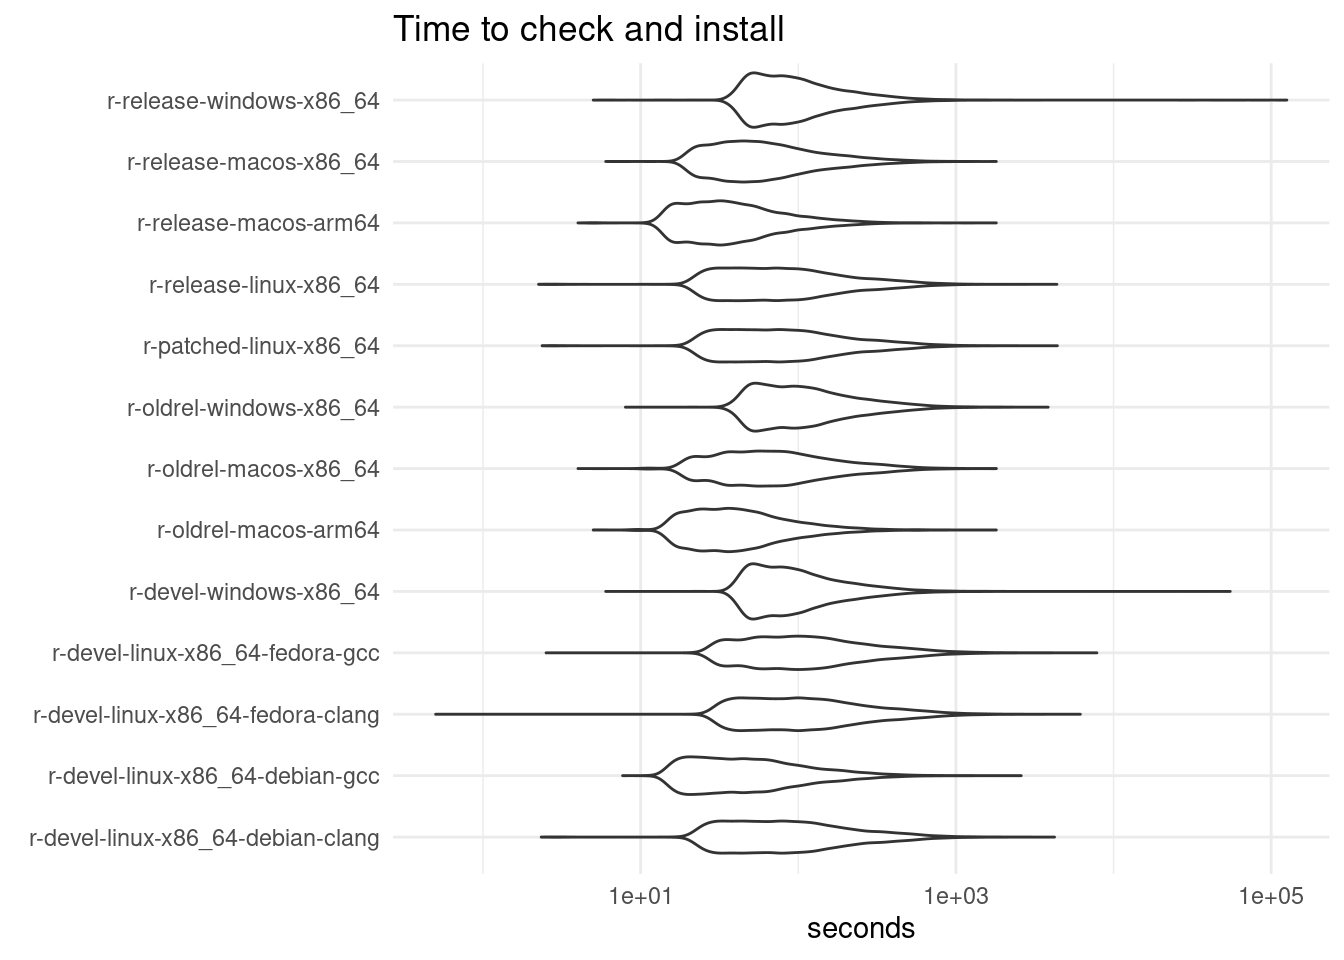 Time to check and install
r-release-windows-x86_64
r-release-macos-x86_64
r-release-macos-arm64
r-release-linux-x86_64
r-patched-linux-x86_64
r-oldrel-windows-x86_64
r-oldrel-macos-x86_64
r-oldrel-macos-arm64
r-devel-windows-x86_64
r-devel-linux-x86_64-fedora-gcc
r-devel-linux-x86_64-fedora-clang
r-devel-linux-x86_64-debian-gcc
r-devel-linux-x86_64-debian-clang
1e+01 1e+03 1e+05
seconds